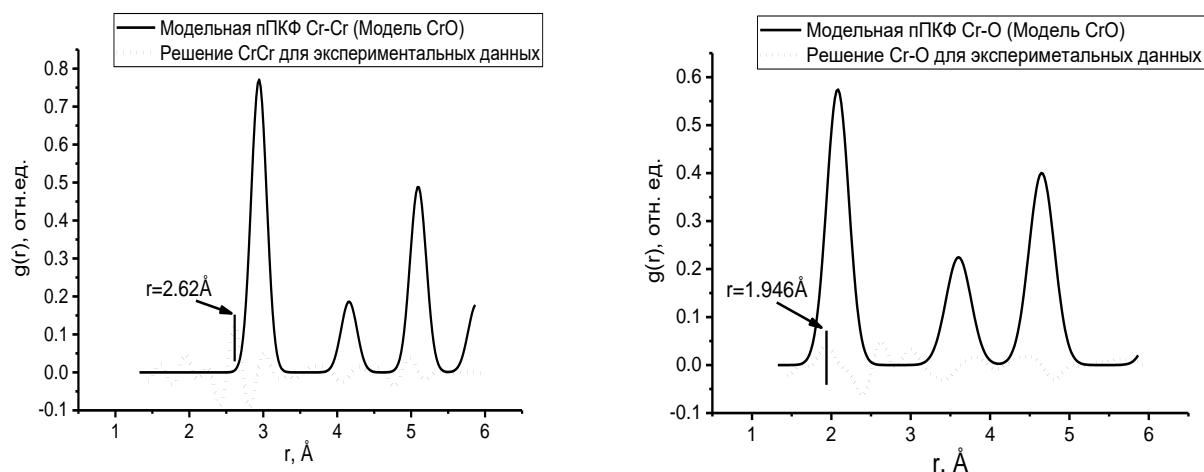 Модельная пПКФ Cr-Cr (Модель CrO)
Решение CrCr для экспериментальных данных
0.8
0.7
0.6
0.5
0.4
0.3
0.2
0.1
0.0
-0.1
g(r), отн.ед.
r=2.62Å
1 2 3 4 5 6
r, Å
Модельная пПКФ Cr-O (Модель CrO)
Решение Cr-O для экспериметальных данных
0.6
0.5
0.4
0.3
0.2
0.1
0.0
-0.1
g(r), отн. ед.
r=1.946Å
1 2 3 4 5 6
r, Å